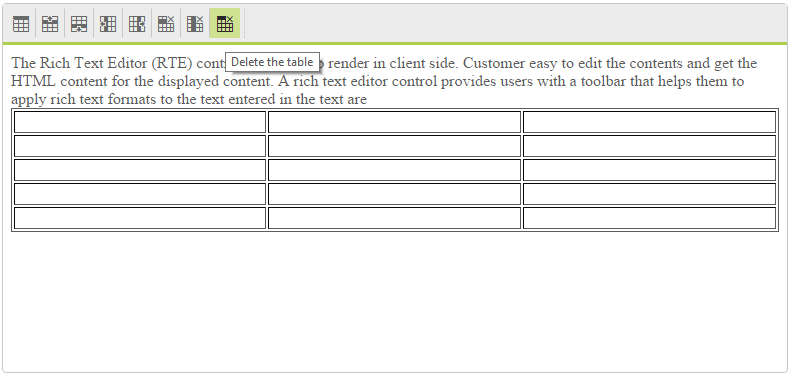 Delete the table
The Rich Text Editor (RTE) render in client side. Customer easy to edit the contents and get the
HTML content for the displayed content. A rich text editor control provides users with a toolbar that helps them to
apply rich text formats to the text entered in the text are